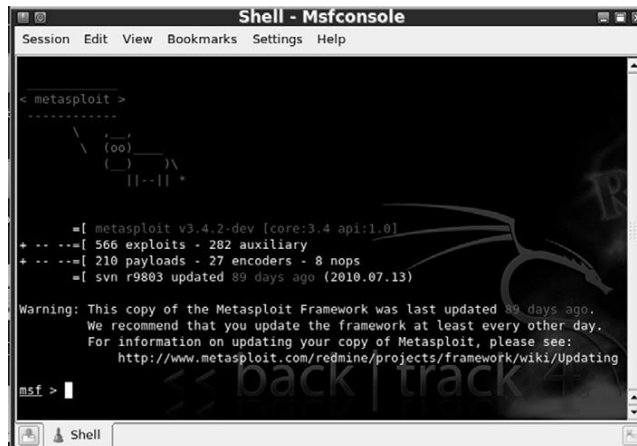 Shell - Msfconsole
Session Edit View Bookmarks Settings Help
< metasploit >
------------
\ ,__,
\ (oo)____
(__) )\
||--|| *
=[ metasploit v3.4.2-dev [core:3.4 api:1.0]
+ -- --=[ 566 exploits - 282 auxiliary
+ -- --=[ 210 payloads - 27 encoders - 8 nops
=[ svn r9803 updated 89 days ago (2010.07.13)
Warning: This copy of the Metasploit Framework was last updated 89 days ago.
We recommend that you update the framework at least every other day.
For information on updating your copy of Metasploit, please see:
http://www.metasploit.com/redmine/projects/framework/wiki/Updating
<< back | track 4
msf >
Shell